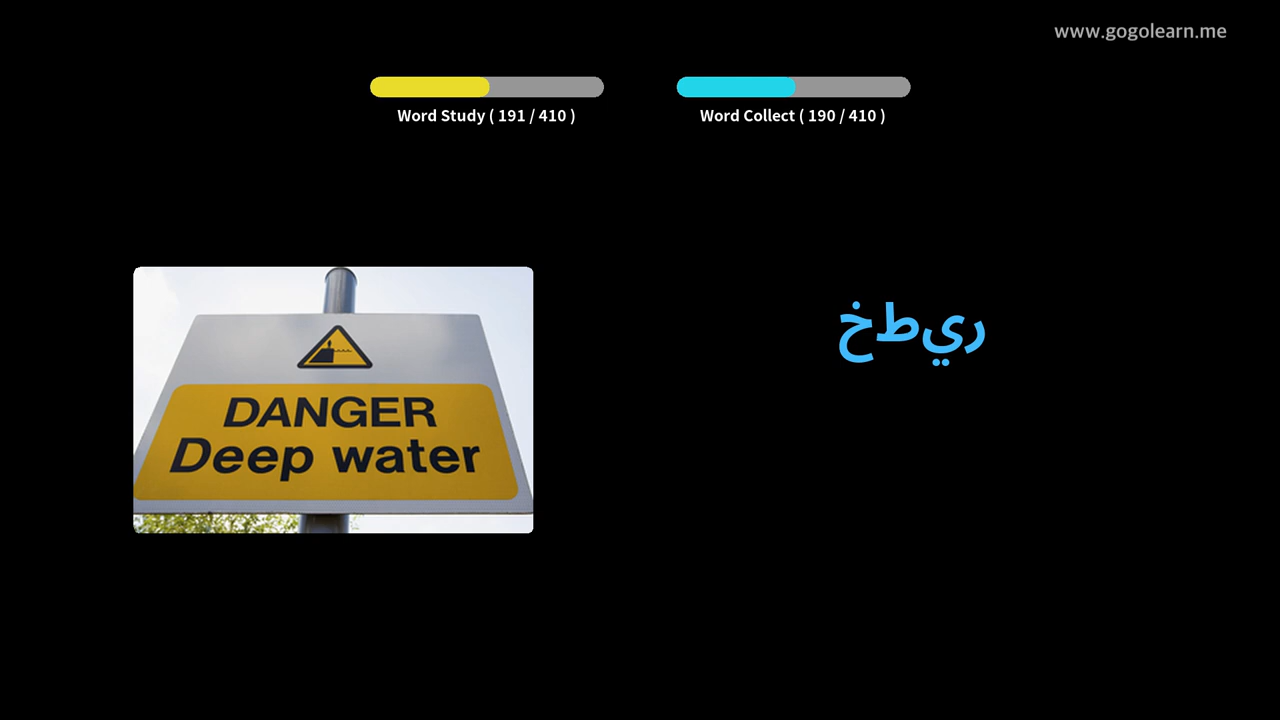 www.gogolearn.me
Word Study ( 191 / 410 )
Word Collect ( 190 / 410 )
DANGER
Deep water
ريطخ